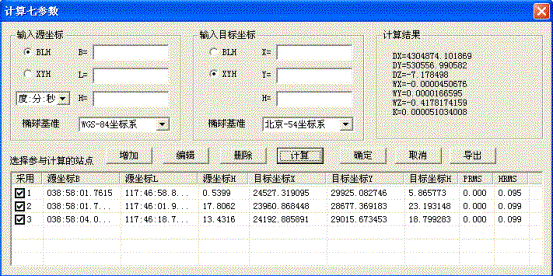 计算七参数
输入源坐标
BLH
B=
XYH
L=
度:分:秒
H=
椭球基准
WGS-84坐标系
输入目标坐标
BLH
X=
XYH
Y=
H=
椭球基准
北京-54坐标系
计算结果
DX=4304874.101869
DY=530556.990582
DZ=-7.178498
WX=-0.0000450676
WY=0.0000166595
WZ=-0.4178174159
K=0.000051034008
选择参与计算的站点
增加
编辑
删除
计算
确定
取消
导出
采用 源坐标B 源坐标L 源坐标H 目标坐标X 目标坐标Y 目标坐标H PRMS HRMS
1 038:58:01.7615 117:46:58.8... 0.5399 24527.319095 29925.082746 5.865773 0.000 0.095
2 038:58:01.7... 117:46:01.9... 17.8062 23960.868448 28677.369183 23.193148 0.000 0.099
3 038:58:04.0... 117:46:18.7... 13.4316 24192.885891 29015.673453 18.799283 0.000 0.099